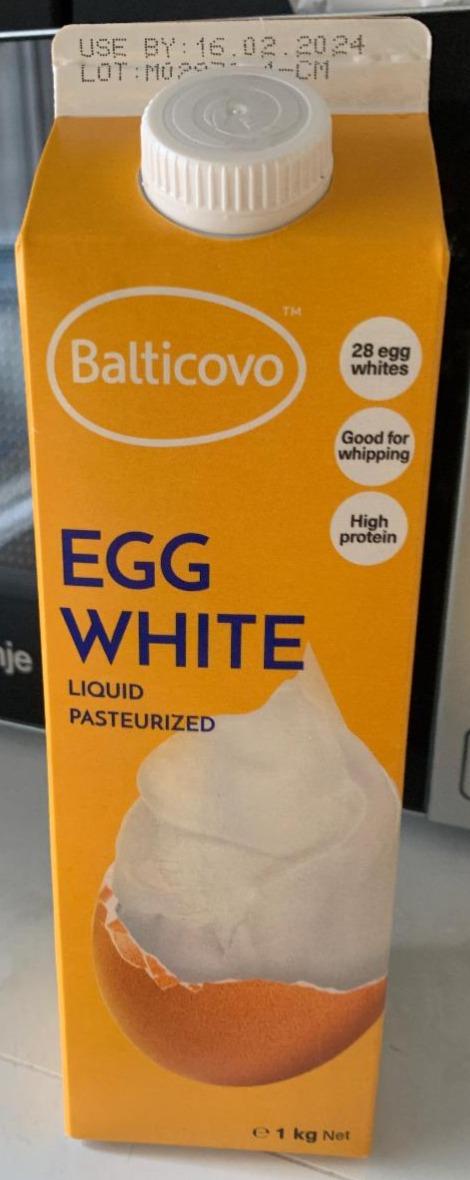 USE BY:16.02.2024
LOT:
Balticovo
TM
28 egg
whites
Good for
whipping
High
protein
EGG
WHITE
LIQUID
PASTEURIZED
℮ 1 kg Net